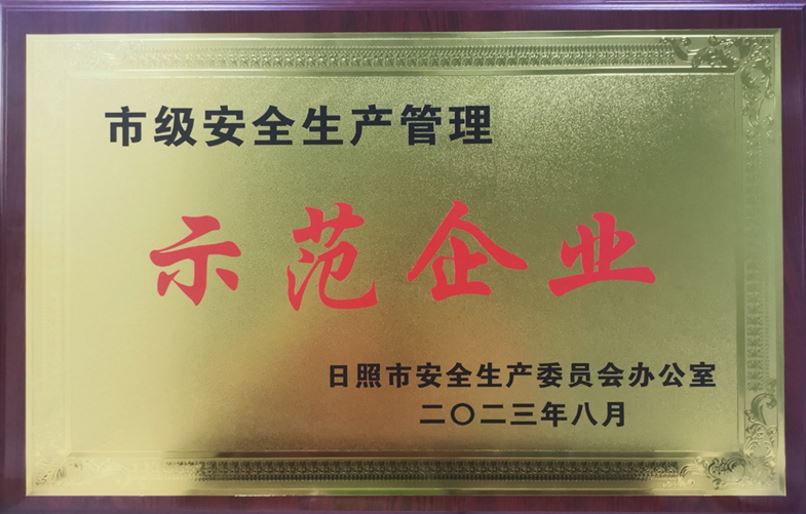 市级安全生产管理
示范企业
日照市安全生产委员会办公室
二〇二三年八月